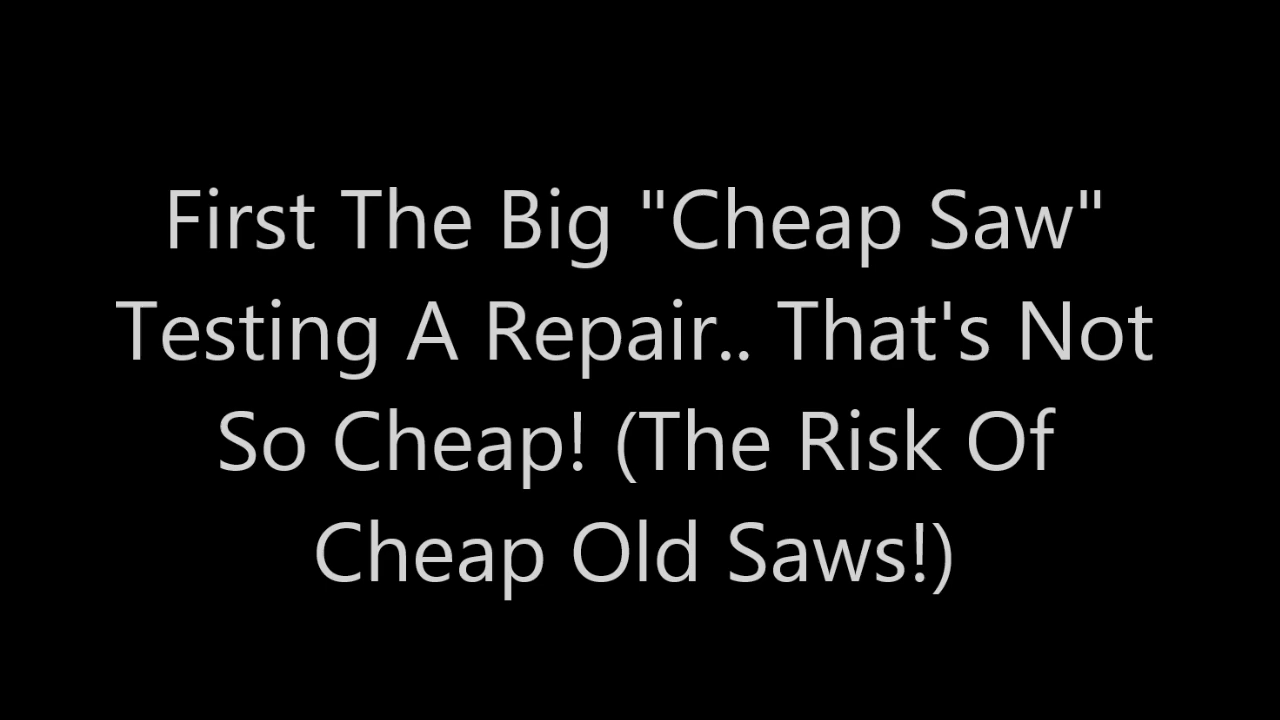 First The Big "Cheap Saw"
Testing A Repair.. That's Not
So Cheap! (The Risk Of
Cheap Old Saws!)